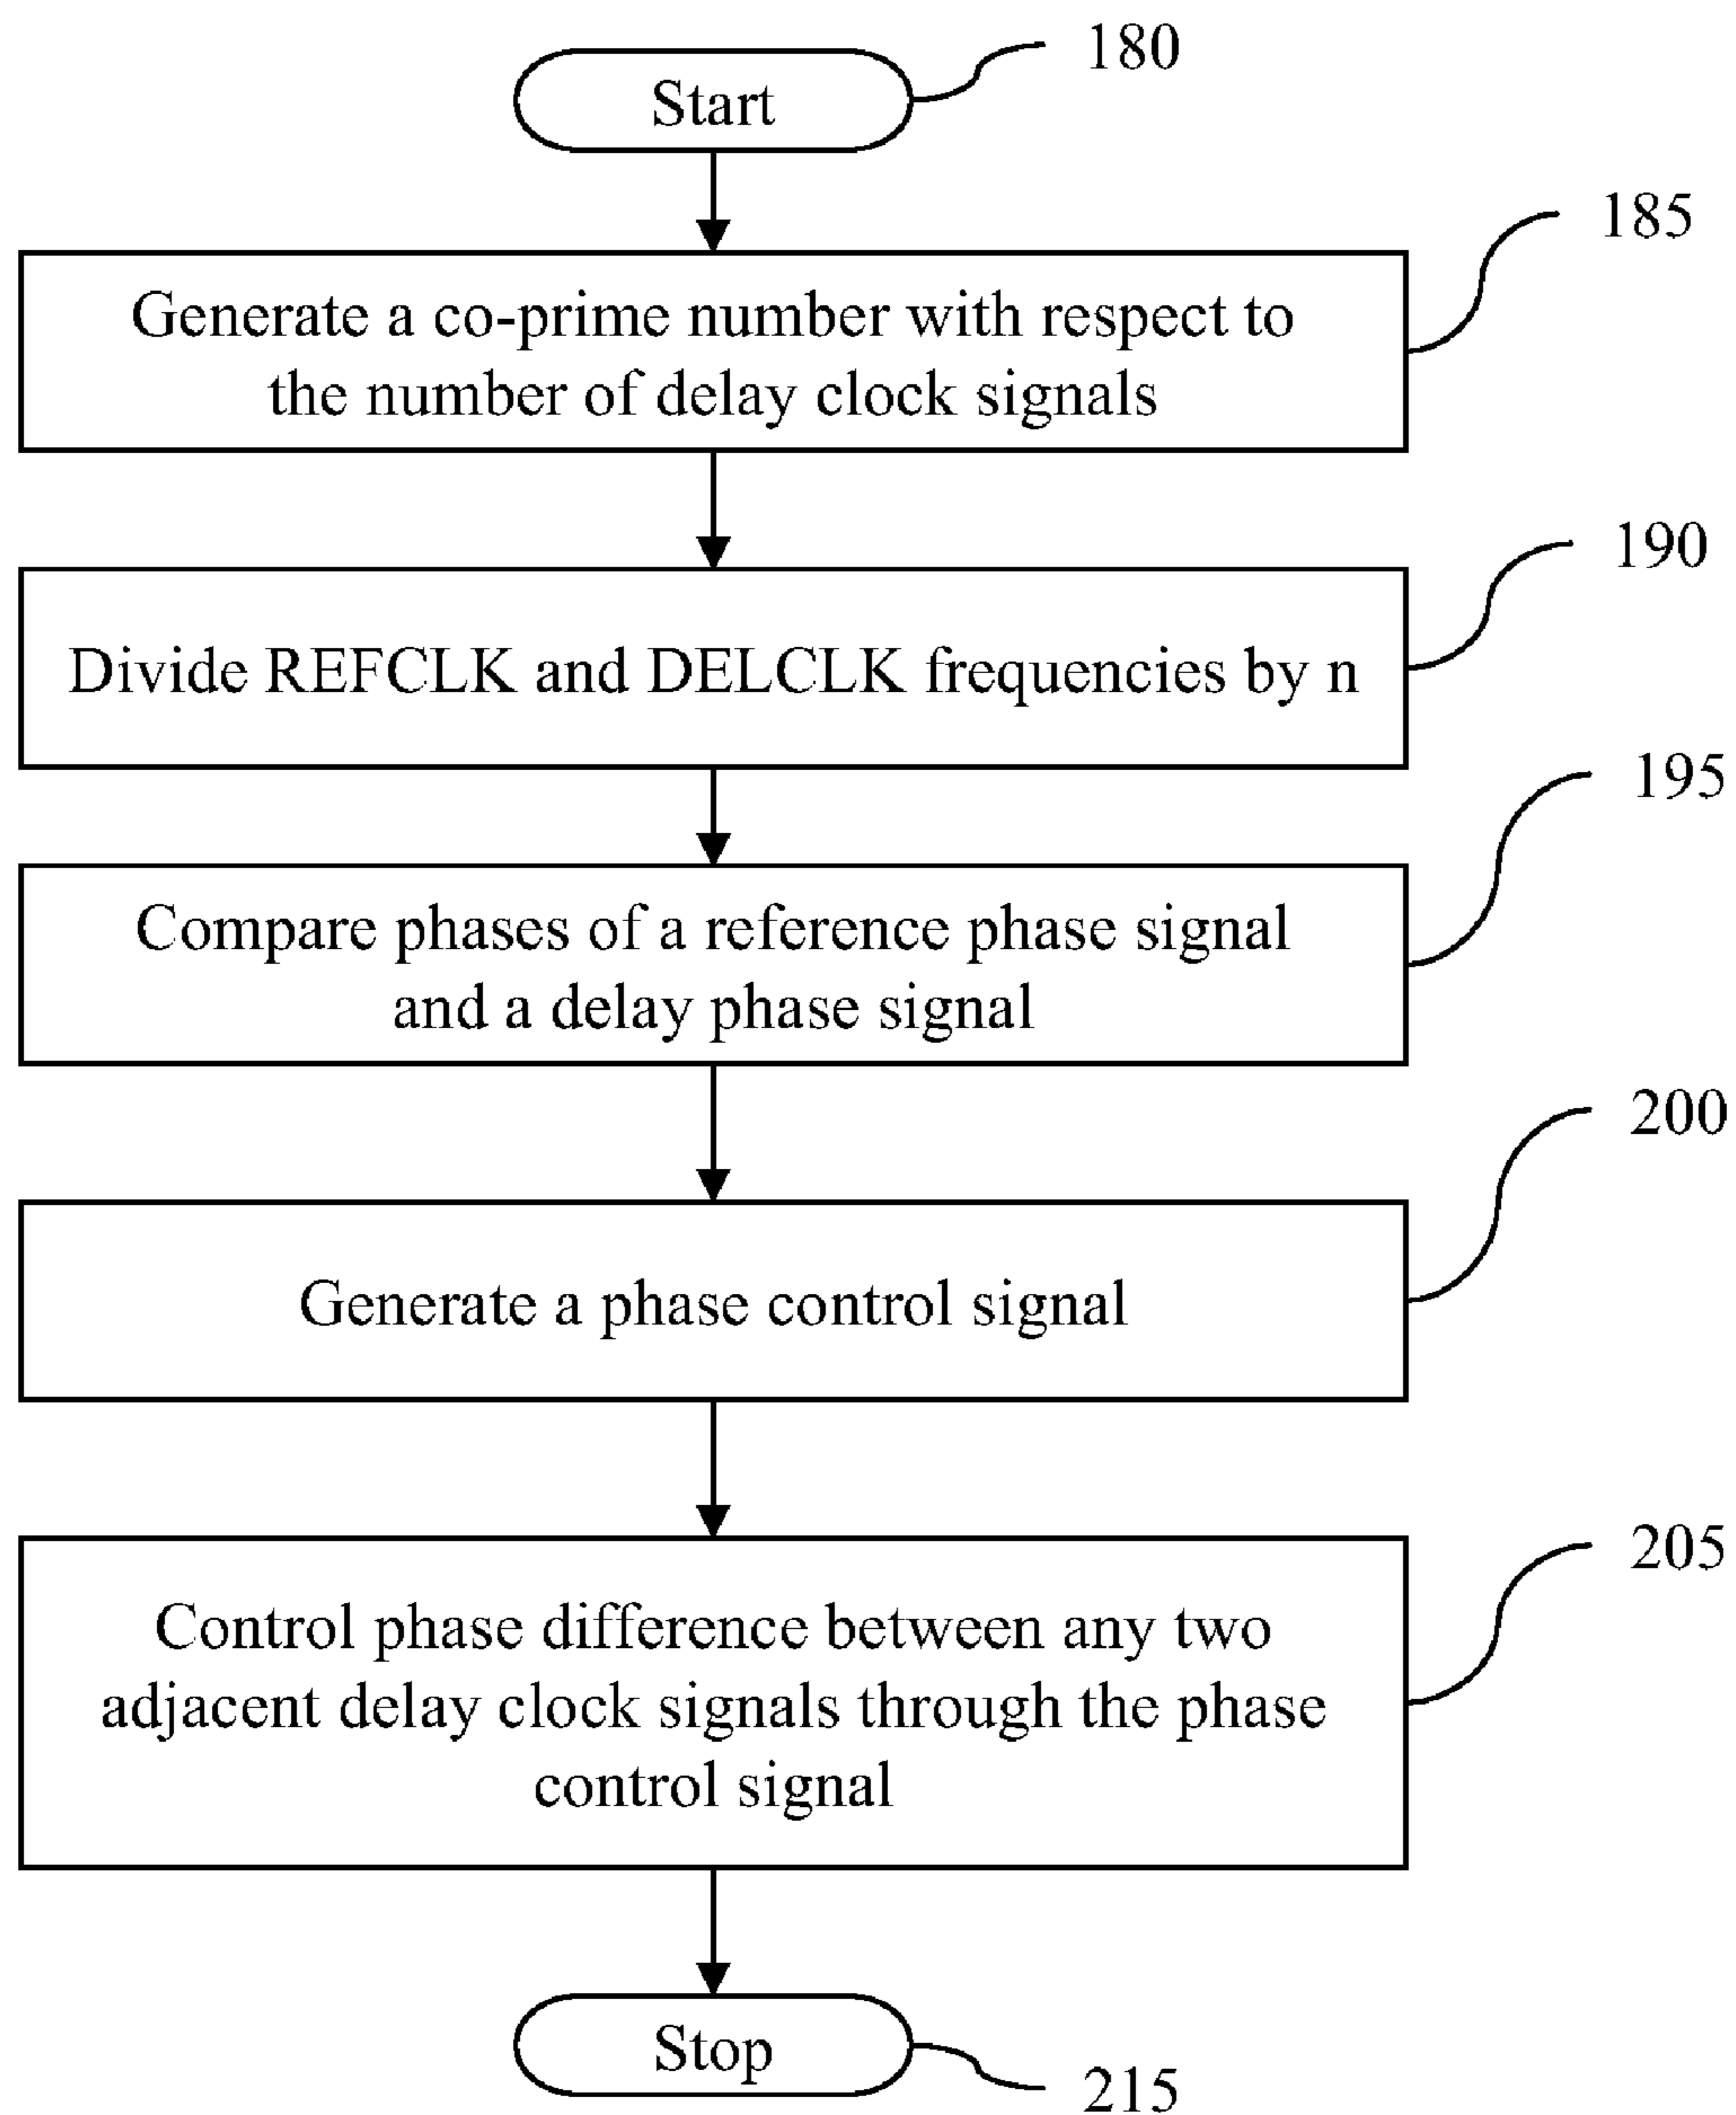 Start
180
Generate a co-prime number with respect to
the number of delay clock signals
185
Divide REFCLK and DELCLK frequencies by n
190
Compare phases of a reference phase signal
and a delay phase signal
195
Generate a phase control signal
200
Control phase difference between any two
adjacent delay clock signals through the phase
control signal
205
Stop
215